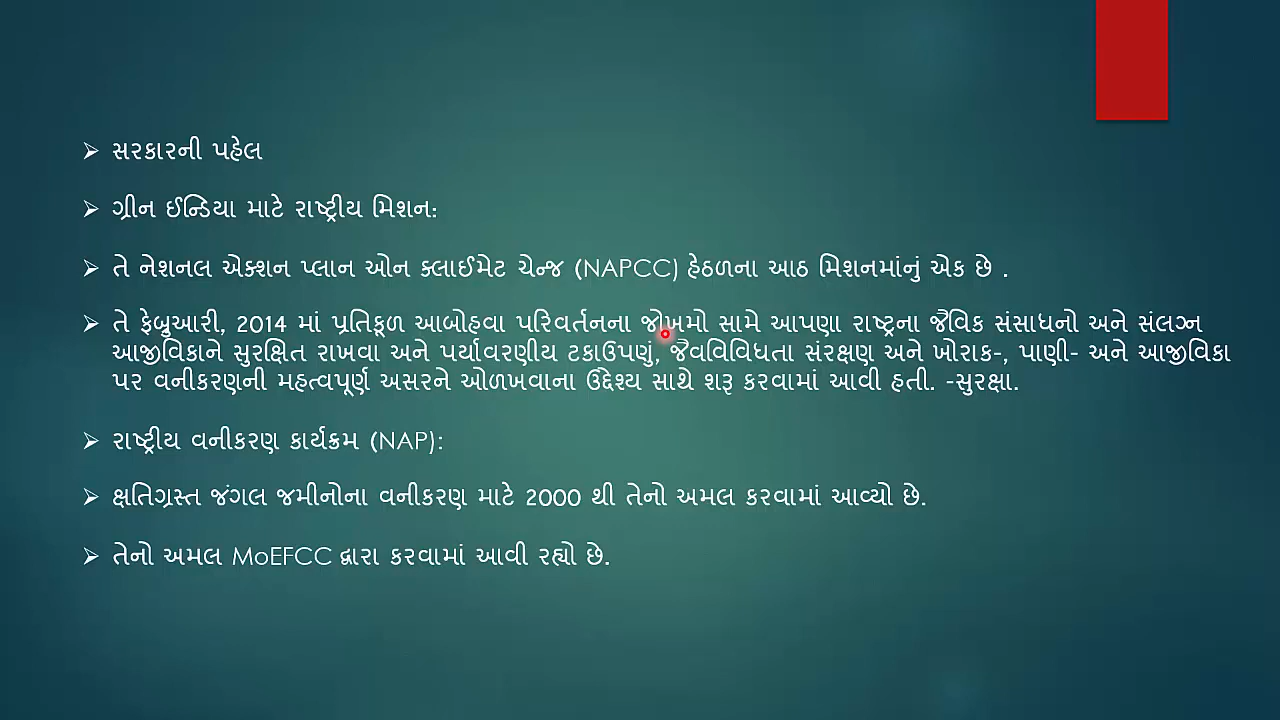 સરકારની પહેલ
ગ્રીન ઈન્ડિયા માટે રાષ્ટ્રીય મિશન:
તે નેશનલ એક્શન પ્લાન ઓન ક્લાઈમેટ ચેન્જ (NAPCC) હેઠળના આઠ મિશનમાંનું એક છે .
તે ફેબ્રુઆરી, 2014 માં પ્રતિકૂળ આબોહવા પરિવર્તનના જોખમો સામે આપણા રાષ્ટ્રના જૈવિક સંસાધનો અને સંલગ્ન
આજીવિકાને સુરક્ષિત રાખવા અને પર્યાવરણીય ટકાઉપણું, જૈવવિવિધતા સંરક્ષણ અને ખોરાક-, પાણી- અને આજીવિકા
પર વનીકરણની મહત્વપૂર્ણ અસરને ઓળખવાના ઉદ્દેશ્ય સાથે શરૂ કરવામાં આવી હતી. -સુરક્ષા.
રાષ્ટ્રીય વનીકરણ કાર્યક્રમ (NAP):
ક્ષતિગ્રસ્ત જંગલ જમીનોના વનીકરણ માટે 2000 થી તેનો અમલ કરવામાં આવ્યો છે.
તેનો અમલ MoEFCC દ્વારા કરવામાં આવી રહ્યો છે.